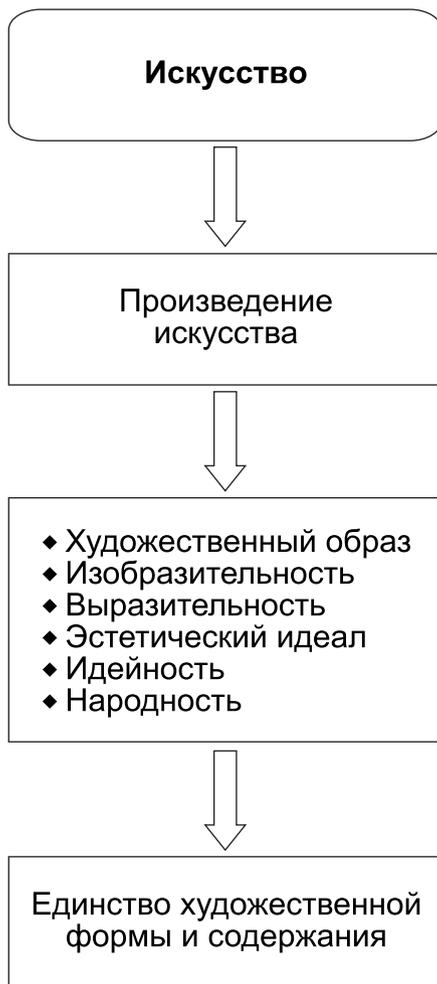 Искусство
Произведение
искусства
◆ Художественный образ
◆ Изобразительность
◆ Выразительность
◆ Эстетический идеал
◆ Идейность
◆ Народность
Единство художественной
формы и содержания